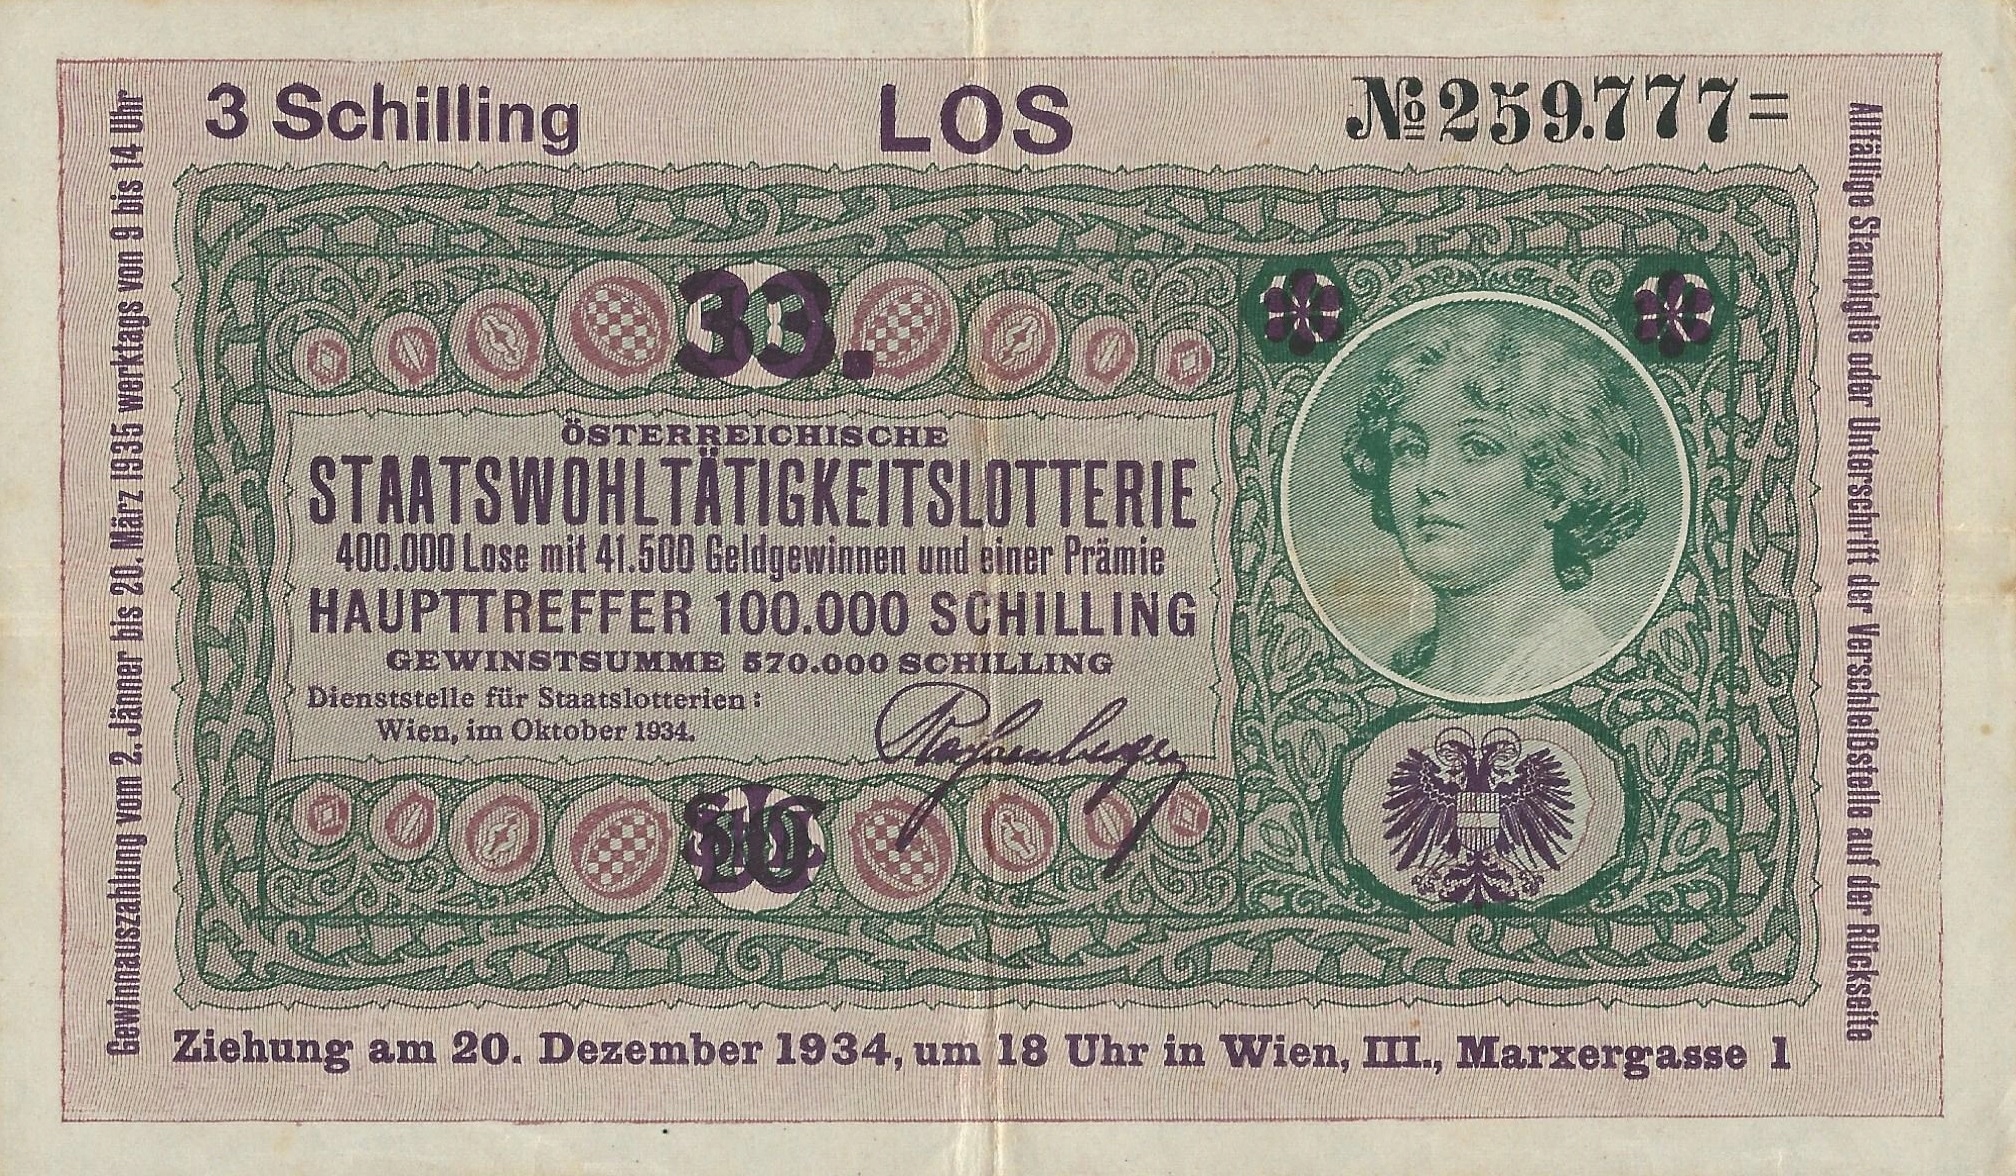 3 Schilling
LOS
№ 259.777=
33.
ÖSTERREICHISCHE
STAATSWOHLTÄTIGKEITSLOTTERIE
400.000 Lose mit 41.500 Geldgewinnen und einer Prämie
HAUPTTREFFER 100.000 SCHILLING
GEWINSTSUMME 570.000 SCHILLING
Dienststelle für Staatslotterien:
Wien, im Oktober 1934.
Ziehung am 20. Dezember 1934, um 18 Uhr in Wien, III., Marxergasse 1
Gewinnauszahlung vom 2. Jänner bis 20. März 1935 werktags von 9 bis 14 Uhr
Allfällige Stampiglie oder Unterschrift der Verschleißstelle auf der Rückseite